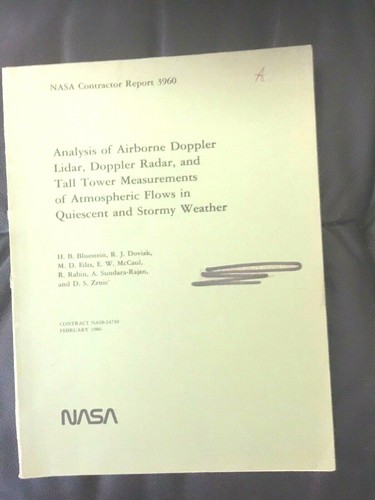 NASA Contractor Report 3960
A
Analysis of Airborne Doppler
Lidar, Doppler Radar, and
Tall Tower Measurements
of Atmospheric Flows in
Quiescent and Stormy Weather
H. B. Bluestein, R. J. Doviak,
M. D. Eilts, E. W. McCaul,
R. Rabin, A. Sundara-Rajan,
and D. S. Zrnic'
CONTRACT NAS8-34749
FEBRUARY 1986
NASA